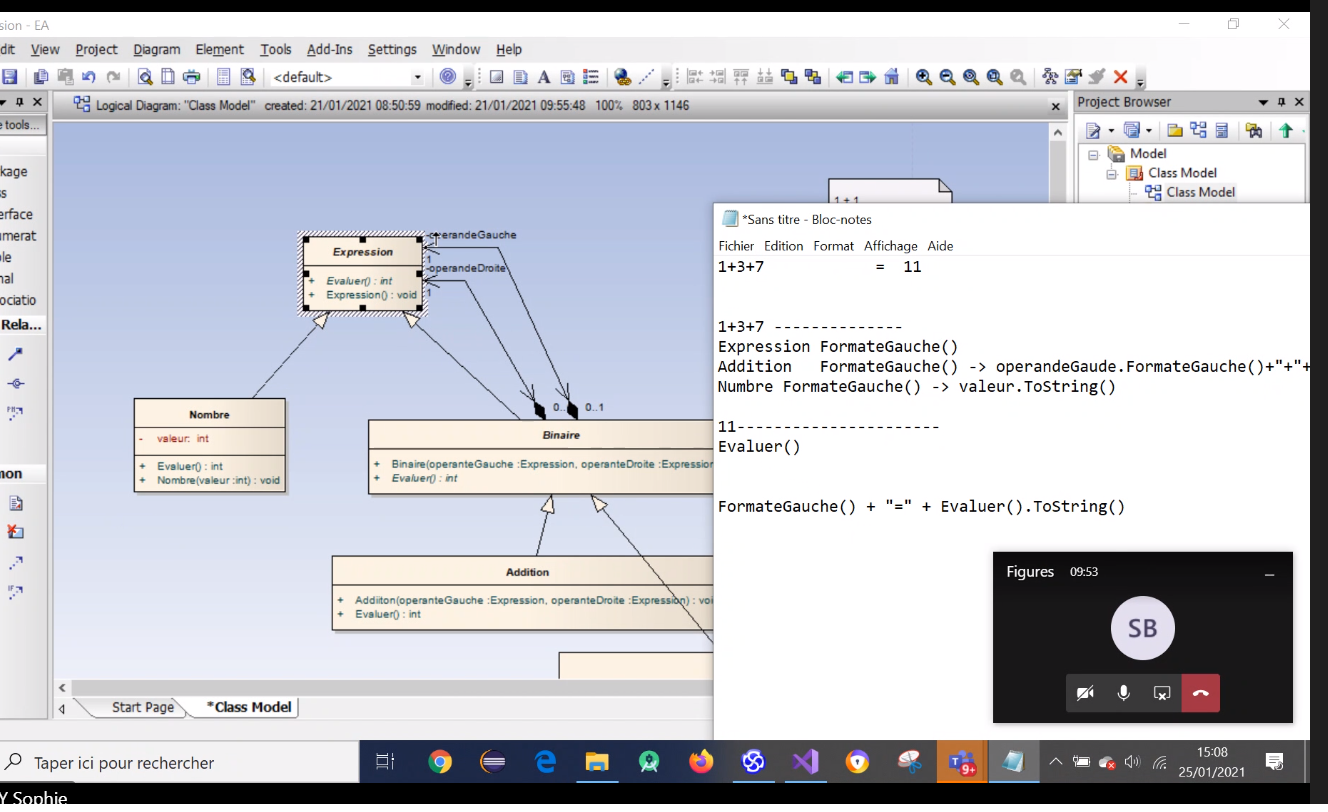 sion - EA
dit View Project Diagram Element Tools Add-Ins Settings Window Help
<default>
A
Logical Diagram: "Class Model" created: 21/01/2021 08:50:59 modified: 21/01/2021 09:55:48 100% 803 x 1146
Project Browser
e tools...
kage
ss
erface
umerat
ble
nal
ociatio
Rela...
mon
Model
Class Model
Class Model
1 + 1
operandeGauche
1
-operandeDroite
1
Expression
+ Evaluer() : int
+ Expression() : void
0..
0..1
Nombre
- valeur: int
+ Evaluer() : int
+ Nombre(valeur :int) : void
Binaire
+ Binaire(operanteGauche :Expression, operanteDroite :Expression
+ Evaluer() : int
Addition
+ Addiiton(operanteGauche :Expression, operanteDroite :Expression) : voi
+ Evaluer() : int
Start Page
*Class Model
*Sans titre - Bloc-notes
Fichier Edition Format Affichage Aide
1+3+7 = 11
1+3+7 --------------
Expression FormateGauche()
Addition FormateGauche() -> operandeGaude.FormateGauche()+"+"+
Numbre FormateGauche() -> valeur.ToString()
11----------------------
Evaluer()
FormateGauche() + "=" + Evaluer().ToString()
Figures 09:53
SB
Taper ici pour rechercher
9+
15:08
25/01/2021
Y Sophie